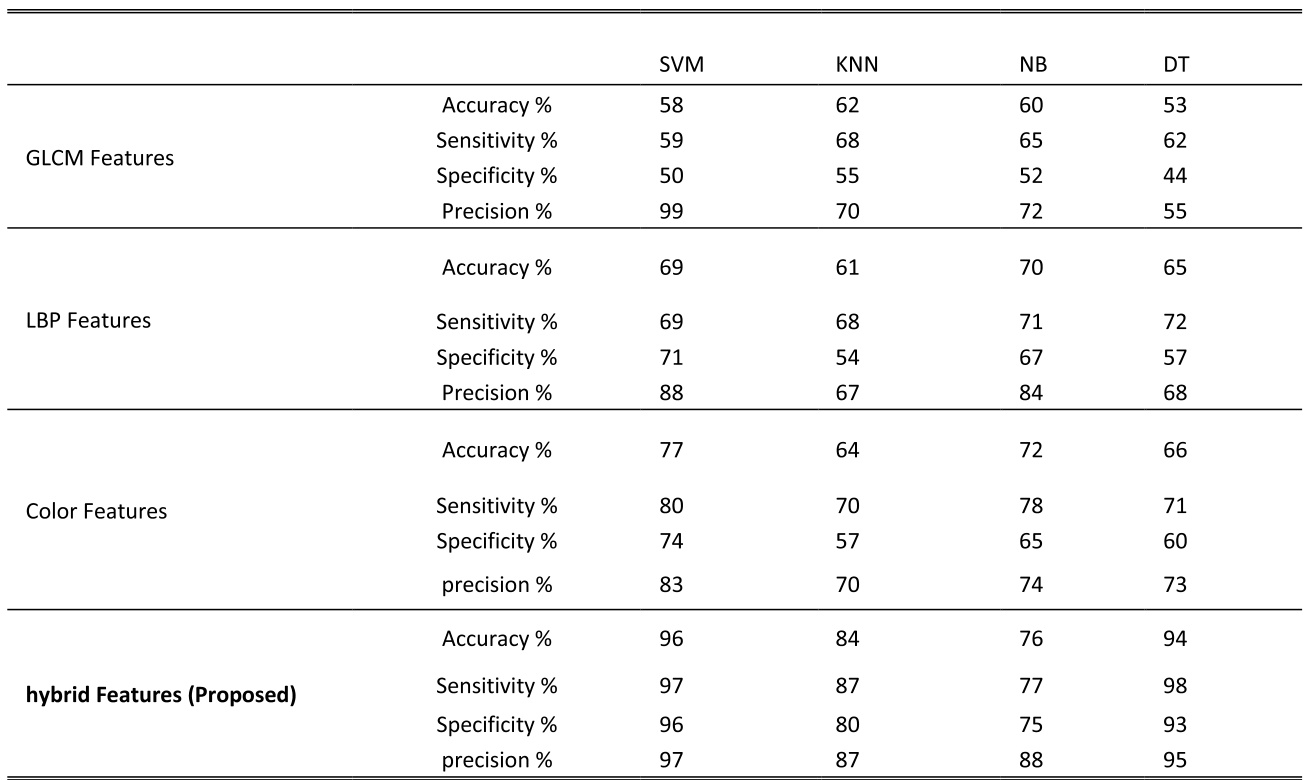 SVM KNN NB DT
Accuracy % 58 62 60 53
Sensitivity % 59 68 65 62
GLCM Features
Specificity % 50 55 52 44
Precision % 99 70 72 55
Accuracy % 69 61 70 65
LBP Features
Sensitivity % 69 68 71 72
Specificity % 71 54 67 57
Precision % 88 67 84 68
Accuracy % 77 64 72 66
Sensitivity % 80 70 78 71
Color Features
Specificity % 74 57 65 60
precision % 83 70 74 73
Accuracy % 96 84 76 94
Sensitivity % 97 87 77 98
hybrid Features (Proposed)
Specificity % 96 80 75 93
precision % 97 87 88 95